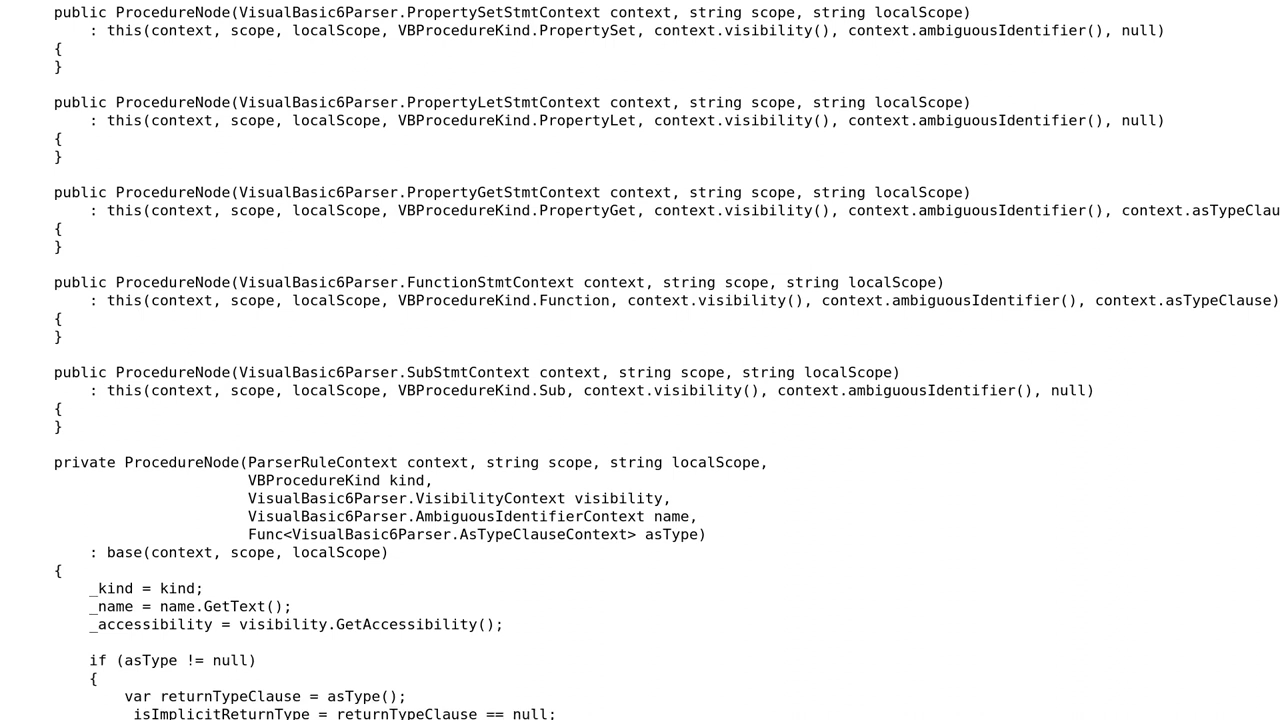 public ProcedureNode(VisualBasic6Parser.PropertySetStmtContext context, string scope, string localScope)
    : this(context, scope, localScope, VBProcedureKind.PropertySet, context.visibility(), context.ambiguousIdentifier(), null)
{
}

public ProcedureNode(VisualBasic6Parser.PropertyLetStmtContext context, string scope, string localScope)
    : this(context, scope, localScope, VBProcedureKind.PropertyLet, context.visibility(), context.ambiguousIdentifier(), null)
{
}

public ProcedureNode(VisualBasic6Parser.PropertyGetStmtContext context, string scope, string localScope)
    : this(context, scope, localScope, VBProcedureKind.PropertyGet, context.visibility(), context.ambiguousIdentifier(), context.asTypeClau
{
}

public ProcedureNode(VisualBasic6Parser.FunctionStmtContext context, string scope, string localScope)
    : this(context, scope, localScope, VBProcedureKind.Function, context.visibility(), context.ambiguousIdentifier(), context.asTypeClause)
{
}

public ProcedureNode(VisualBasic6Parser.SubStmtContext context, string scope, string localScope)
    : this(context, scope, localScope, VBProcedureKind.Sub, context.visibility(), context.ambiguousIdentifier(), null)
{
}

private ProcedureNode(ParserRuleContext context, string scope, string localScope,
                      VBProcedureKind kind,
                      VisualBasic6Parser.VisibilityContext visibility,
                      VisualBasic6Parser.AmbiguousIdentifierContext name,
                      Func<VisualBasic6Parser.AsTypeClauseContext> asType)
    : base(context, scope, localScope)
{
    _kind = kind;
    _name = name.GetText();
    _accessibility = visibility.GetAccessibility();

    if (asType != null)
    {
        var returnTypeClause = asType();
        _isImplicitReturnType = returnTypeClause == null;